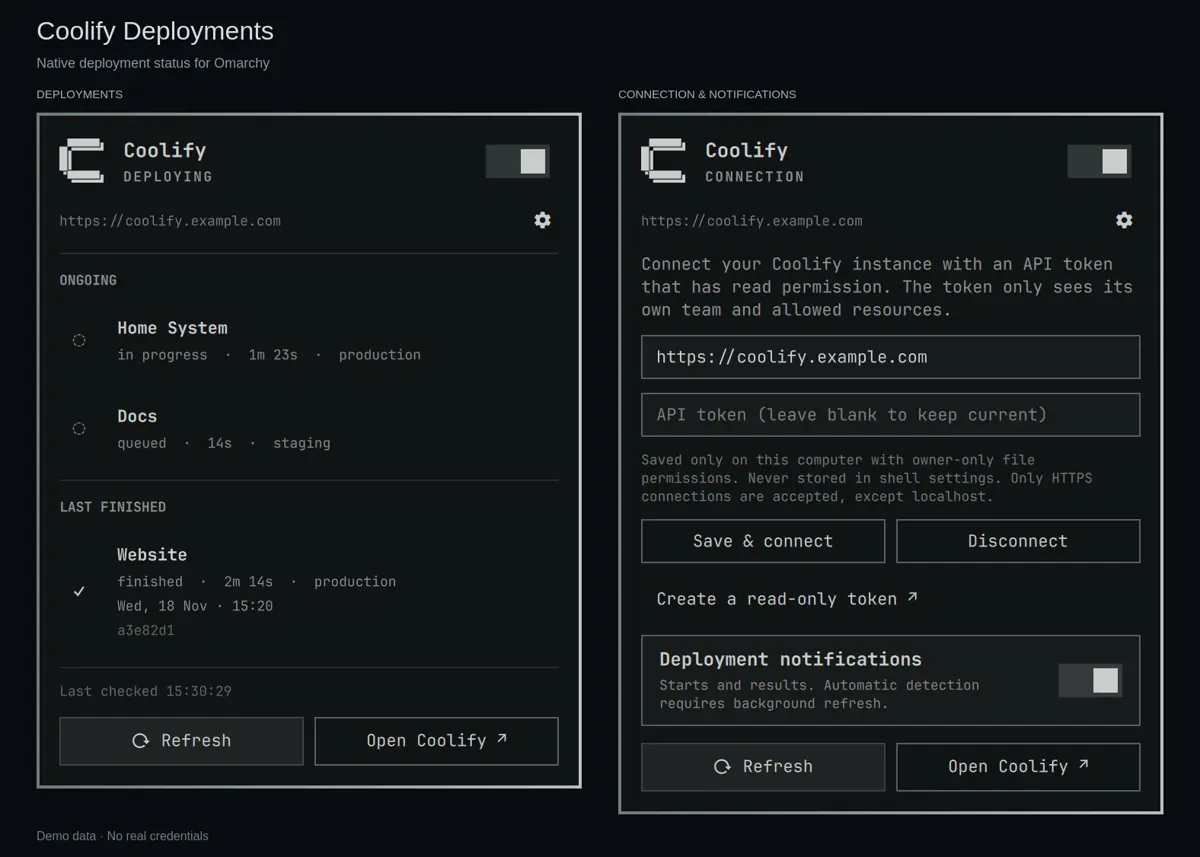 Coolify Deployments
Native deployment status for Omarchy
DEPLOYMENTS
Coolify
DEPLOYING
https://coolify.example.com
ONGOING
Home System
in progress · 1m 23s · production
Docs
queued · 14s · staging
LAST FINISHED
Website
finished · 2m 14s · production
Wed, 18 Nov · 15:20
a3e82d1
Last checked 15:30:29
Refresh
Open Coolify ↗
CONNECTION & NOTIFICATIONS
Coolify
CONNECTION
https://coolify.example.com
Connect your Coolify instance with an API token
that has read permission. The token only sees its
own team and allowed resources.
https://coolify.example.com
API token (leave blank to keep current)
Saved only on this computer with owner-only file
permissions. Never stored in shell settings. Only HTTPS
connections are accepted, except localhost.
Save & connect
Disconnect
Create a read-only token ↗
Deployment notifications
Starts and results. Automatic detection
requires background refresh.
Refresh
Open Coolify ↗
Demo data · No real credentials